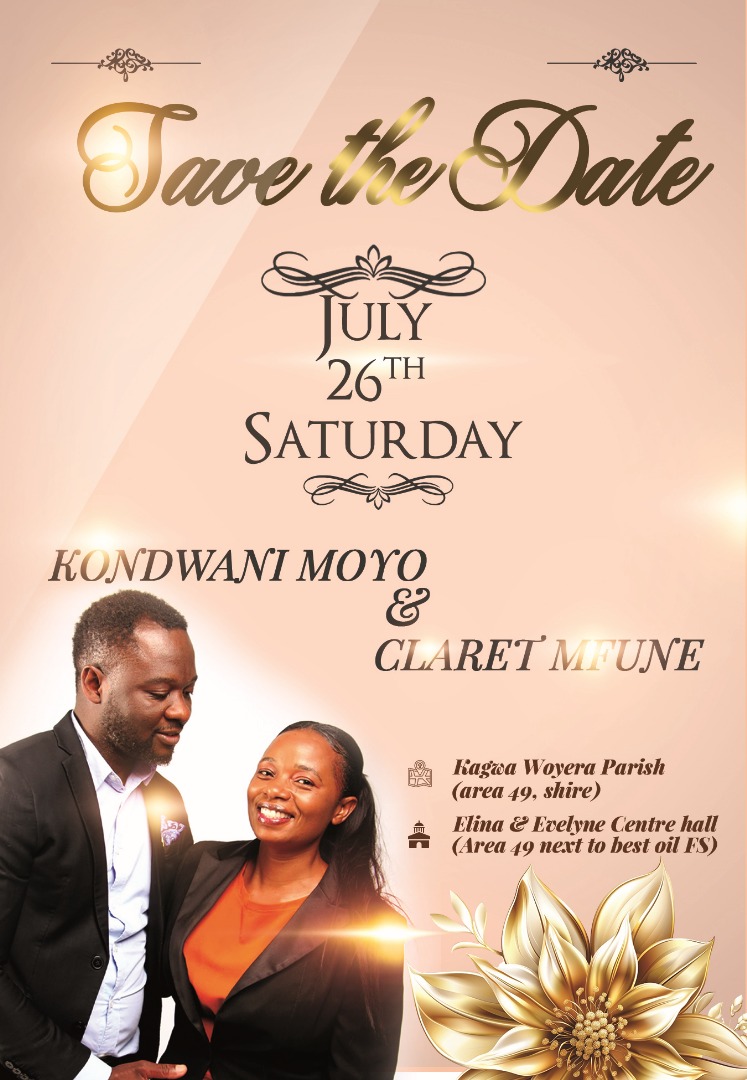 Save the Date
JULY
26TH
SATURDAY
KONDWANI MOYO
&
CLARET MFUNE
Kagwa Woyera Parish
(area 49, shire)
Elina & Evelyne Centre hall
(Area 49 next to best oil FS)